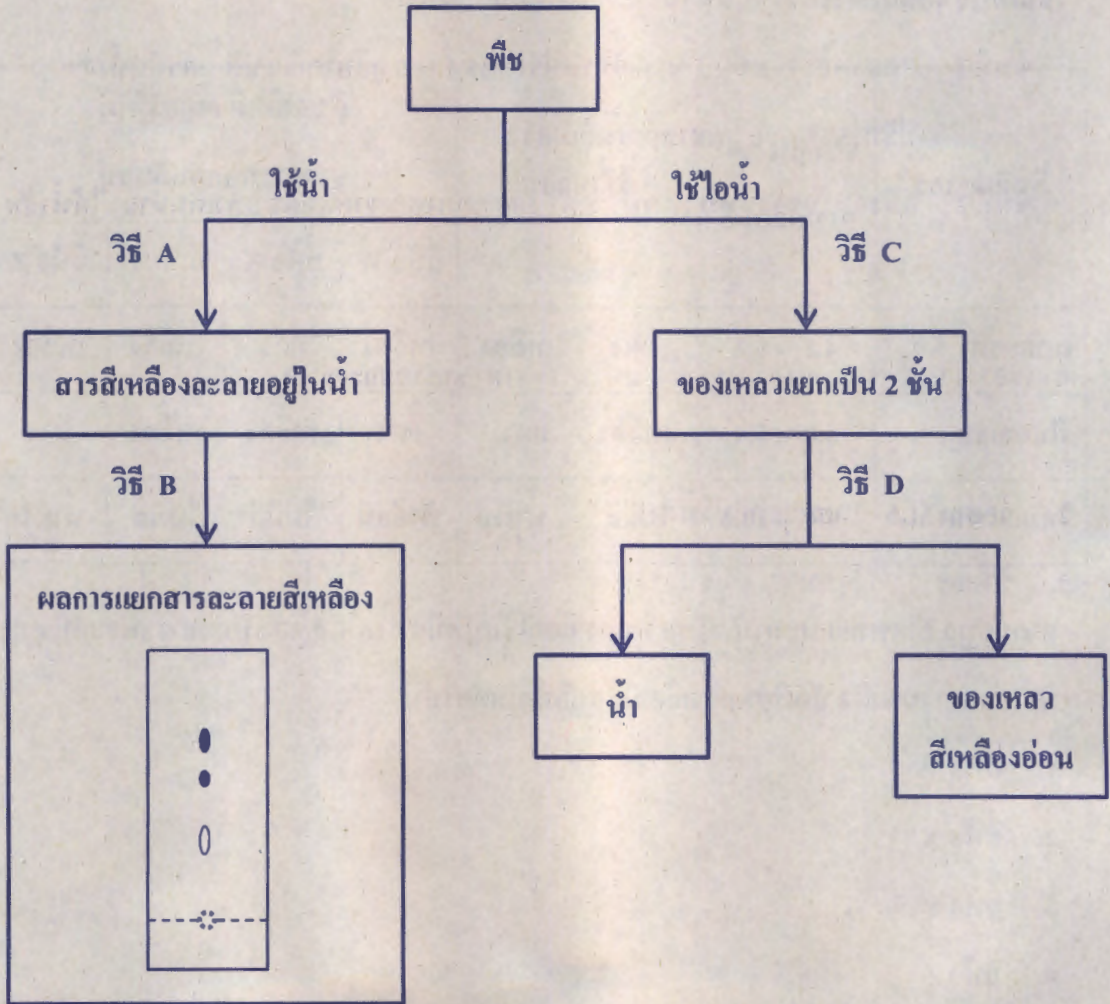 พืช
ใช้น้ำ
ใช้ไอน้ำ
วิธี A
วิธี C
สารสีเหลืองละลายอยู่ในน้ำ
ของเหลวแยกเป็น 2 ชั้น
วิธี B
วิธี D
ผลการแยกสารละลายสีเหลือง
น้ำ
ของเหลว
สีเหลืองอ่อน